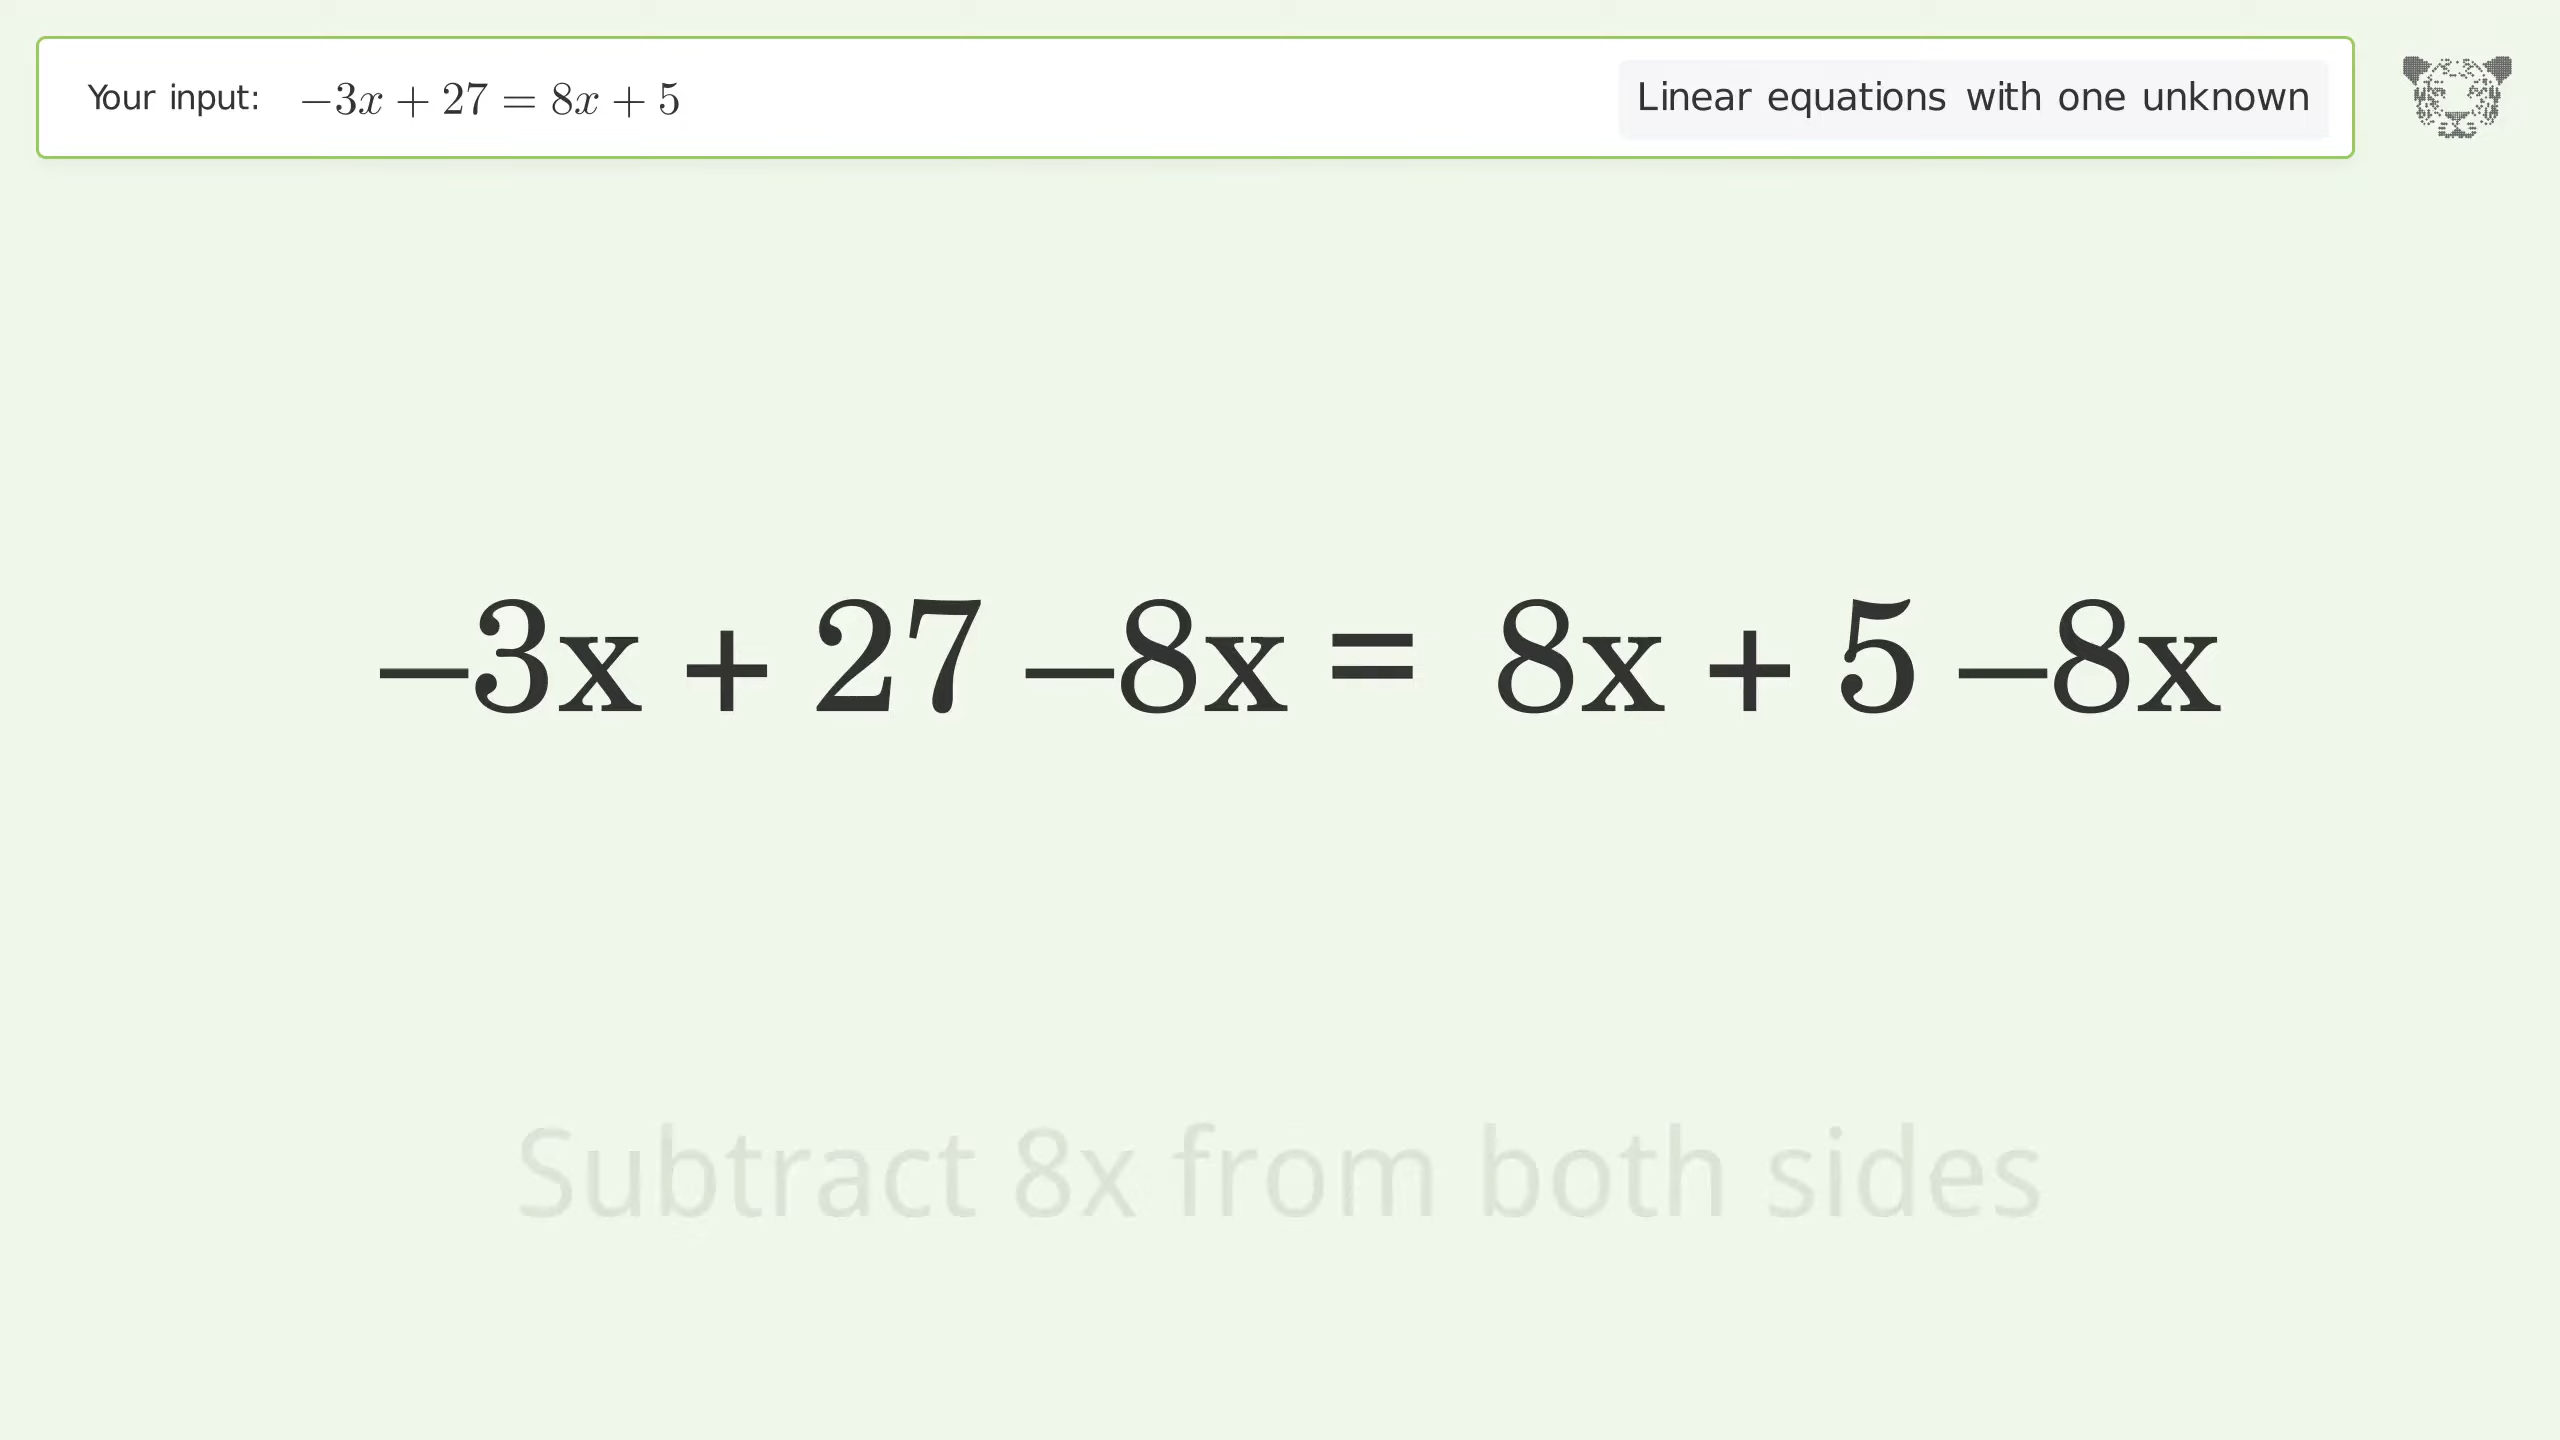 Your input: −3x + 27 = 8x + 5
Linear equations with one unknown
–3x + 27 –8x = 8x + 5 –8x
Subtract 8x from both sides